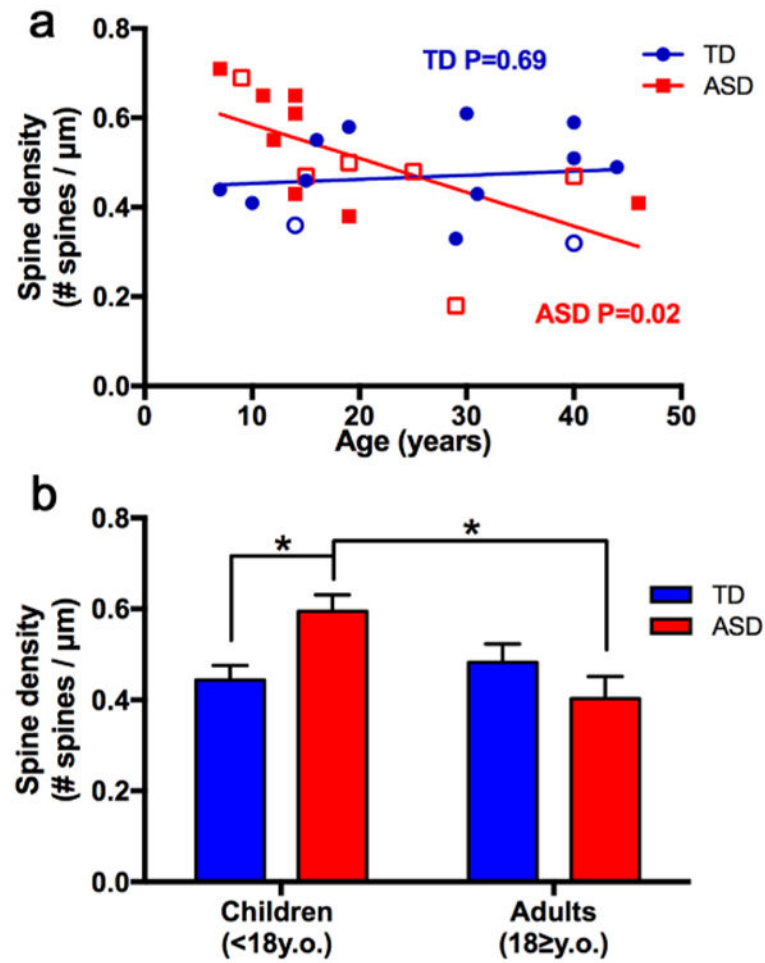 a
Spine density
(# spines / μm)
0.8
0.6
0.4
0.2
0.0
TD P=0.69
TD
ASD
ASD P=0.02
0 10 20 30 40 50
Age (years)
b
Spine density
(# spines / μm)
0.8
0.6
0.4
0.2
0.0
*
*
TD
ASD
Children
(<18y.o.)
Adults
(18≥y.o.)